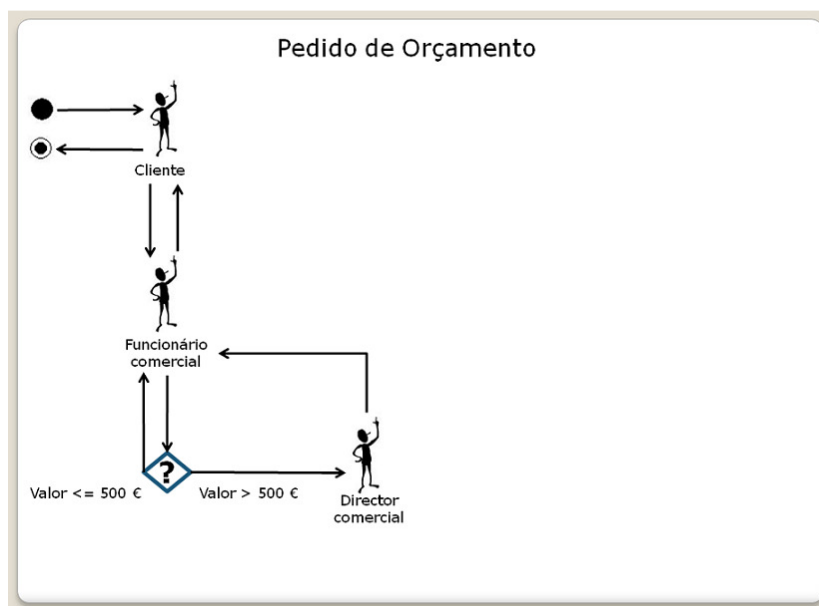 Pedido de Orçamento
Cliente
Funcionário
comercial
?
Valor <= 500 €
Valor > 500 €
Director
comercial